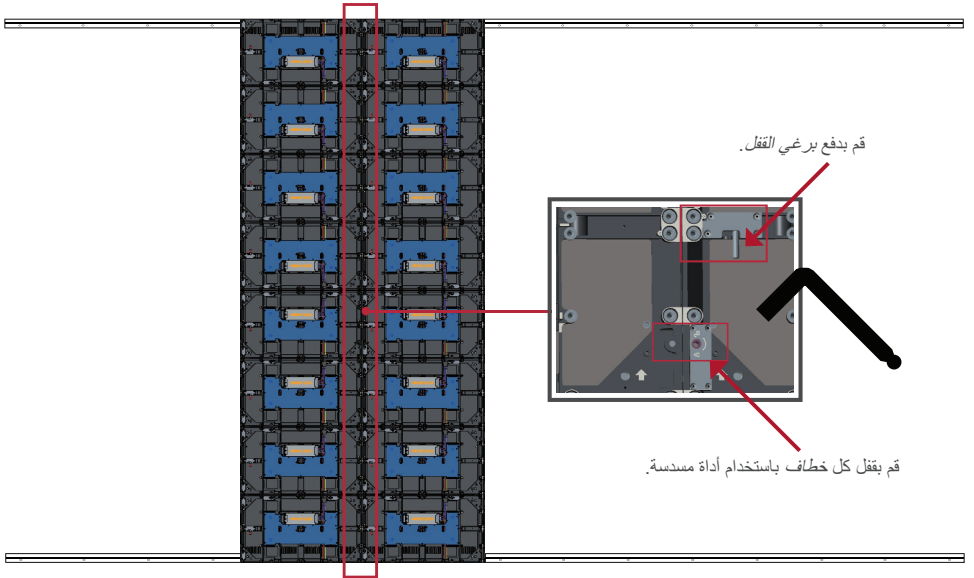 قم بدفع برغي القفل.
قم بقفل كل خطاف باستخدام أداة مسدسة.